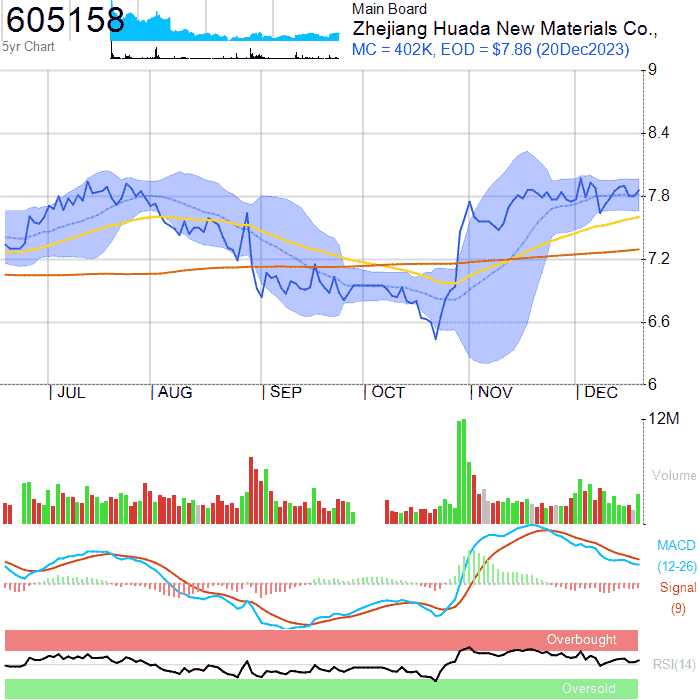 605158
5yr Chart
Main Board
Zhejiang Huada New Materials Co.,
MC = 402K, EOD = $7.86 (20Dec2023)
9
8.4
7.8
7.2
6.6
6
JUL AUG SEP OCT NOV DEC
12M
Volume
MACD
(12-26)
Signal
(9)
Overbought
RSI(14)
Oversold